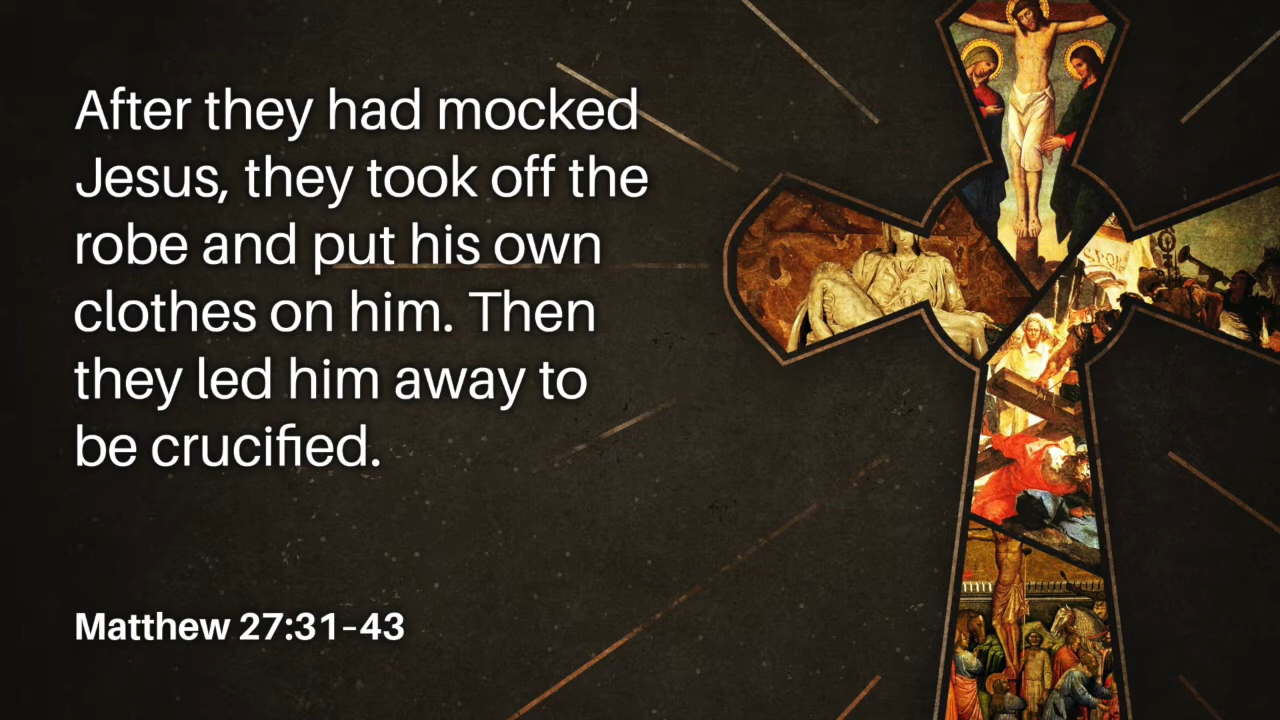 After they had mocked
Jesus, they took off the
robe and put his own
clothes on him. Then
they led him away to
be crucified.
Matthew 27:31–43
SPQR